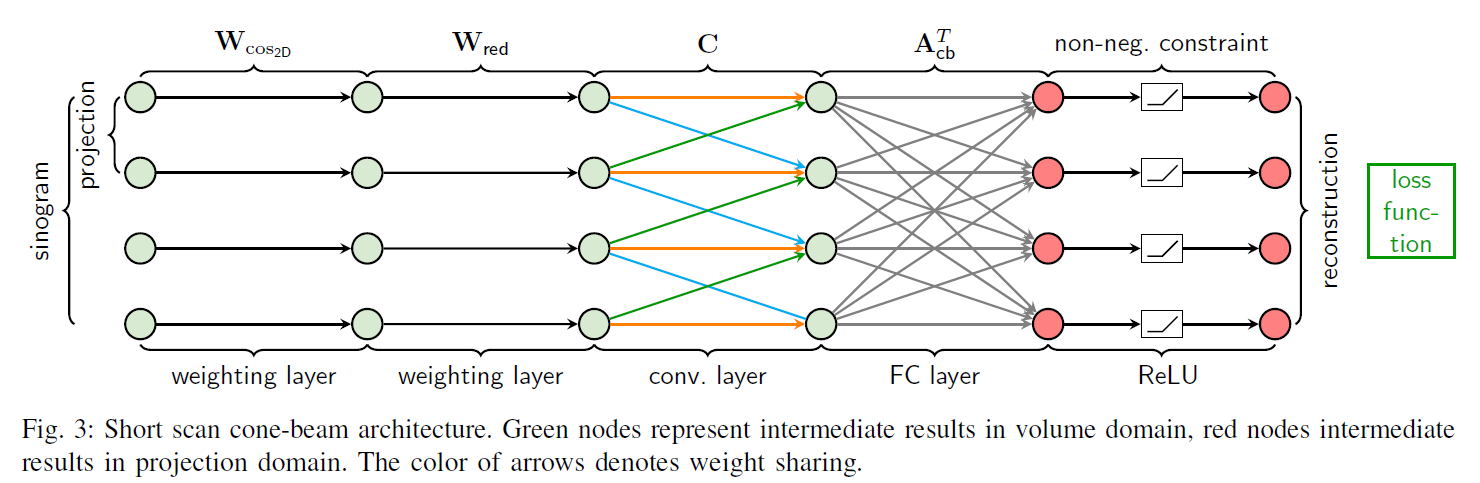 W_cos2D
W_red
C
A^T_cb
non-neg. constraint
sinogram
projection
reconstruction
loss
func-
tion
weighting layer
weighting layer
conv. layer
FC layer
ReLU
Fig. 3: Short scan cone-beam architecture. Green nodes represent intermediate results in volume domain, red nodes intermediate
results in projection domain. The color of arrows denotes weight sharing.